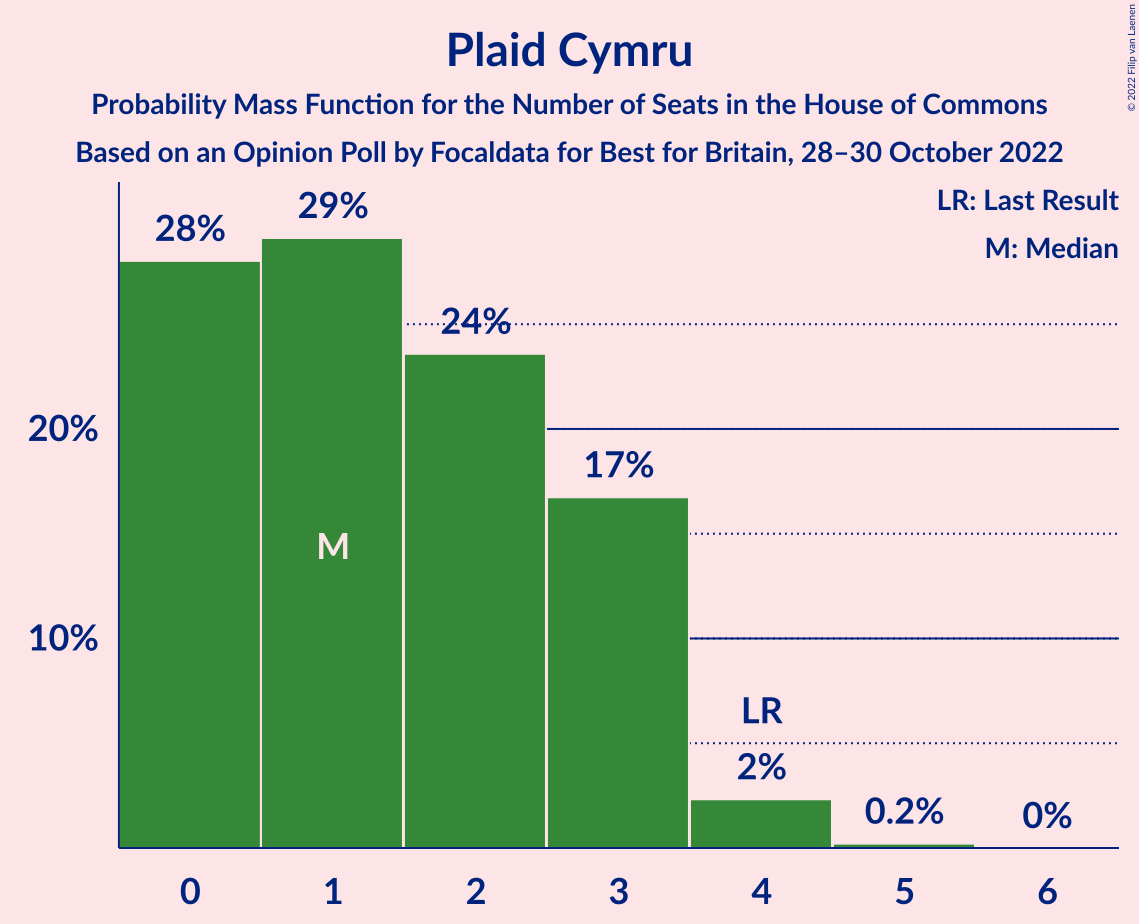 Plaid Cymru
Probability Mass Function for the Number of Seats in the House of Commons
Based on an Opinion Poll by Focaldata for Best for Britain, 28–30 October 2022
© 2022 Filip van Laenen
LR: Last Result
M: Median
28%
29%
24%
17%
2%
0.2%
0%
LR
M
20%
10%
0
1
2
3
4
5
6